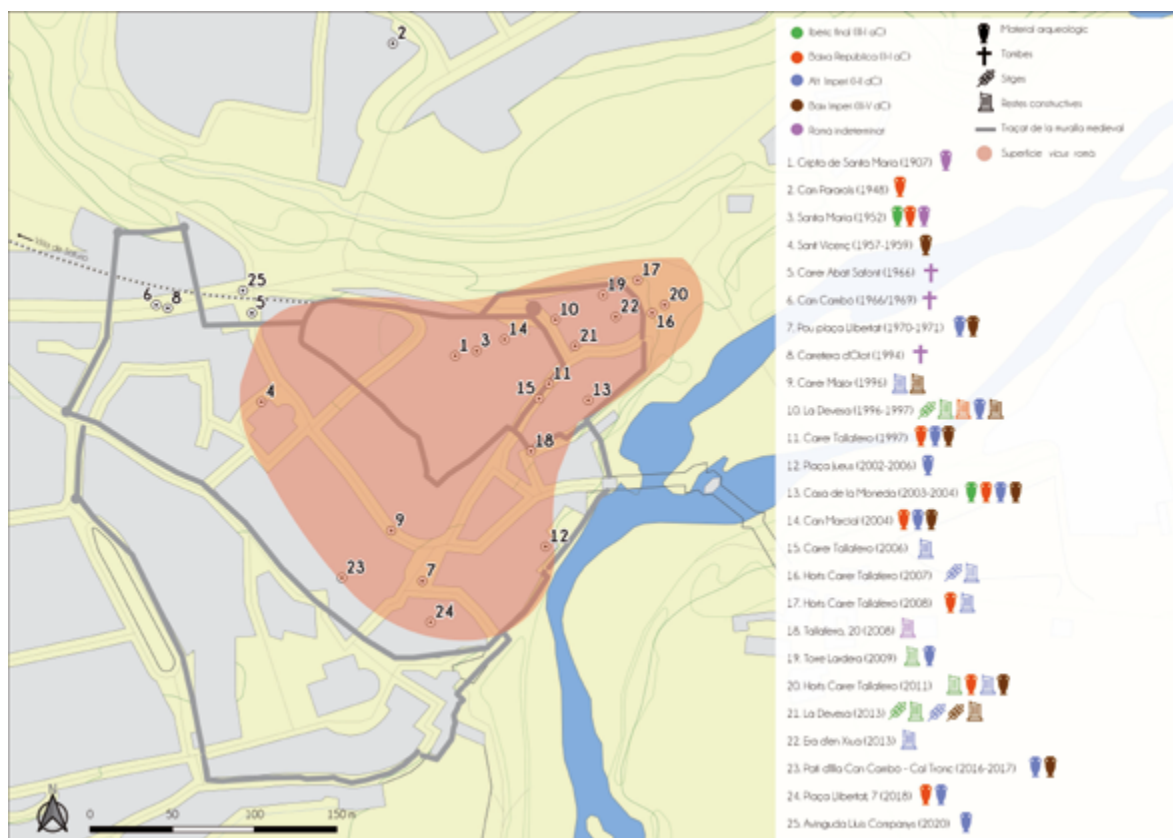 Ibèric final (II-I aC)
Baixa República (II-I aC)
Alt Imperi (I-II dC)
Baix Imperi (III-V dC)
Romà indeterminat
Material arqueològic
Tombes
Sitges
Restes constructives
Traçat de la muralla medieval
Superfície vicus romà
1. Cripta de Santa Maria (1907)
2. Can Pararols (1948)
3. Santa Maria (1952)
4. Sant Vicenç (1957-1959)
5. Carrer Abat Safont (1966)
6. Can Cambó (1966/1969)
7. Pou plaça Llibertat (1970-1971)
8. Carretera d'Olot (1994)
9. Carrer Major (1996)
10. La Devesa (1996-1997)
11. Carrer Tallaferro (1997)
12. Plaça Jueus (2002-2006)
13. Casa de la Moneda (2003-2004)
14. Can Marcial (2004)
15. Carrer Tallaferro (2006)
16. Horts Carrer Tallaferro (2007)
17. Horts Carrer Tallaferro (2008)
18. Tallaferro, 20 (2008)
19. Torre Lardera (2009)
20. Horts Carrer Tallaferro (2011)
21. La Devesa (2013)
22. Era d'en Xiua (2013)
23. Pati d'illa Can Cambó - Cal Tronc (2016-2017)
24. Plaça Llibertat, 7 (2018)
25. Avinguda Lluís Companys (2020)
2
17
19
25
20
6
8
5
10
22
16
14
21
1
3
11
4
15
13
18
9
12
23
7
24
N
0 50 100 150 m